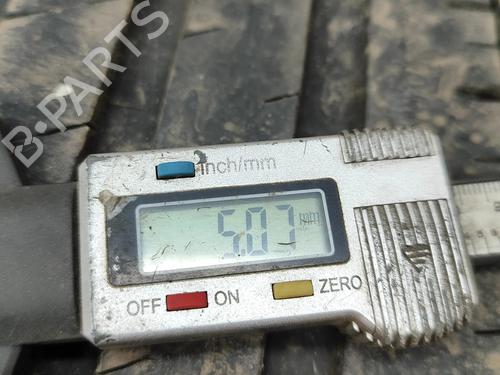 B-Parts
inch/mm
5.07 mm
OFF ON ZERO